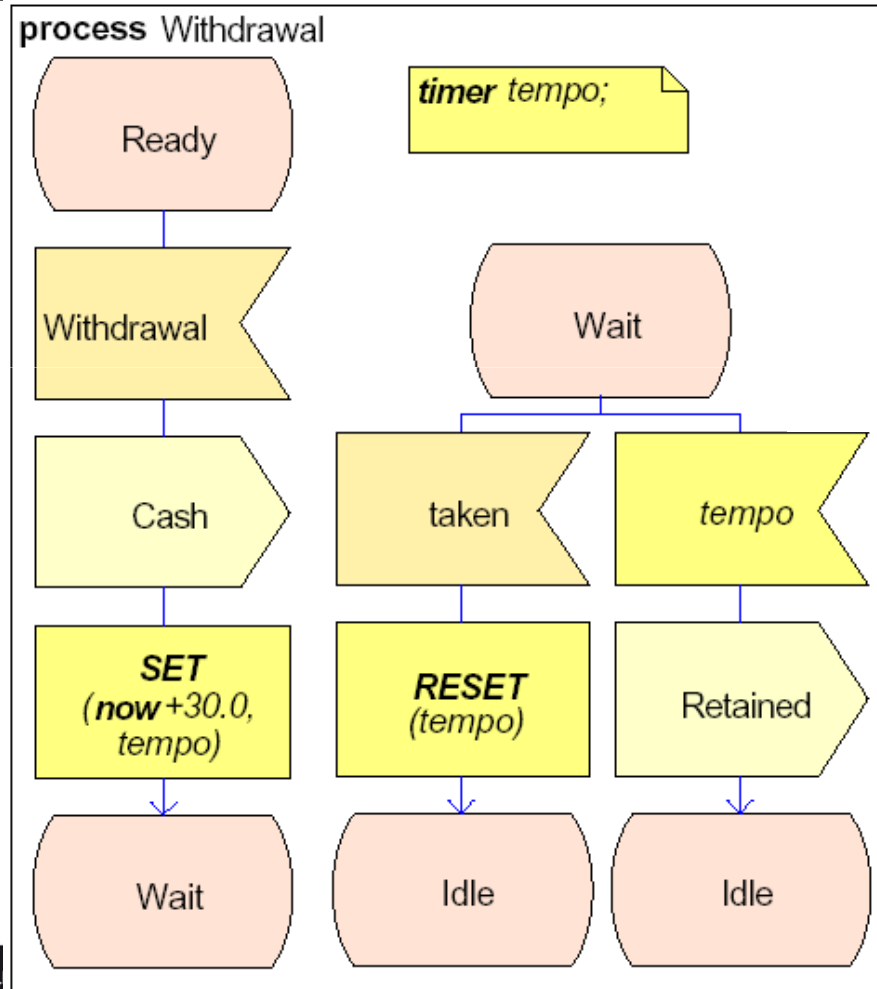 process Withdrawal
timer tempo;
Ready
Withdrawal
Cash
SET
(now+30.0,
tempo)
Wait
Wait
taken
tempo
RESET
(tempo)
Retained
Idle
Idle